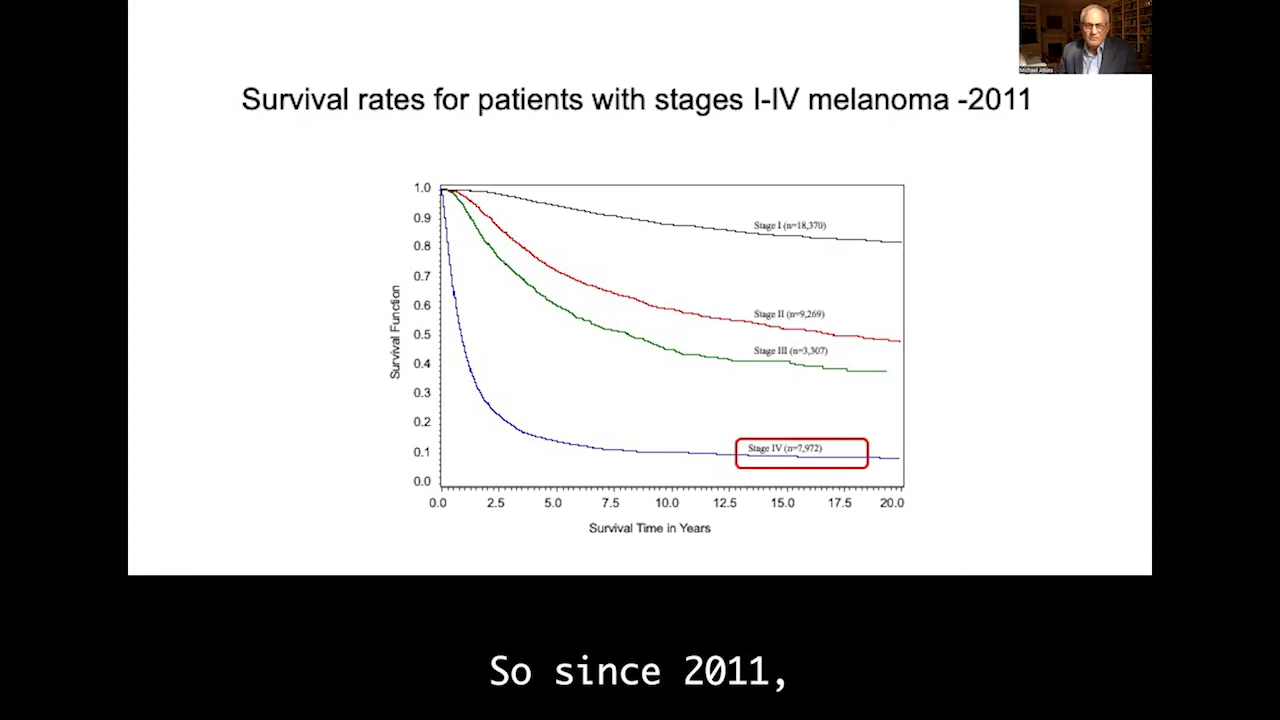 Survival rates for patients with stages I-IV melanoma -2011
1.0
0.9
0.8
0.7
0.6
0.5
0.4
0.3
0.2
0.1
0.0
Survival Function
Stage I (n=18,370)
Stage II (n=9,269)
Stage III (n=3,307)
Stage IV (n=7,972)
0.0 2.5 5.0 7.5 10.0 12.5 15.0 17.5 20.0
Survival Time in Years
So since 2011,